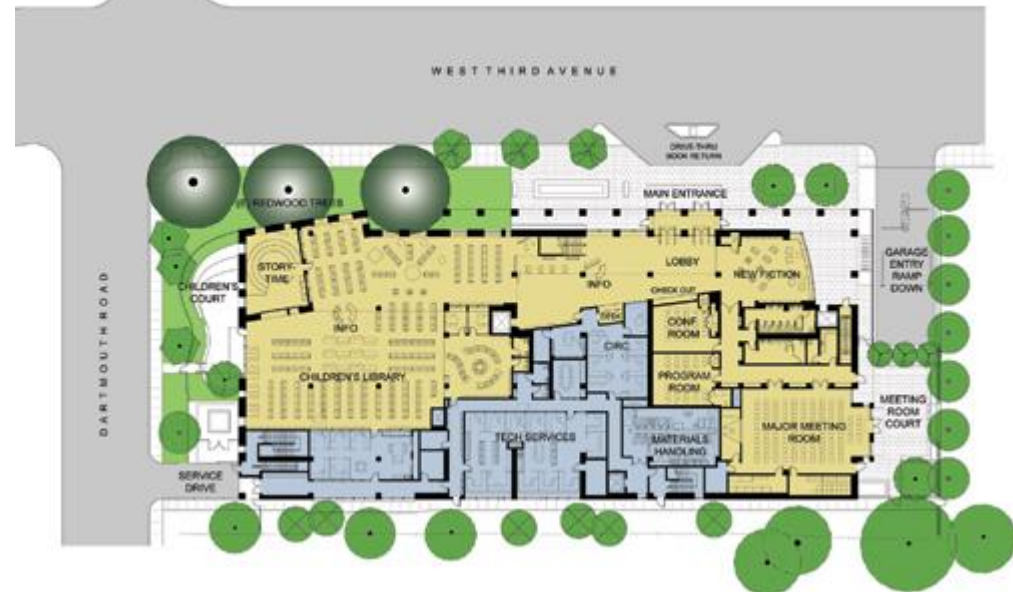 WEST THIRD AVENUE
DRIVE-THRU
BOOK RETURN
MAIN ENTRANCE
(E) REDWOOD TREES
STORY-
TIME
CHILDREN'S
COURT
LOBBY
NEW FICTION
GARAGE
ENTRY
RAMP
DOWN
INFO
CHECK OUT
INFO
CONF
ROOM
CIRC
CHILDREN'S LIBRARY
PROGRAM
ROOM
DARTMOUTH ROAD
MEETING
ROOM
COURT
MAJOR MEETING
ROOM
TECH SERVICES
MATERIALS
HANDLING
SERVICE
DRIVE